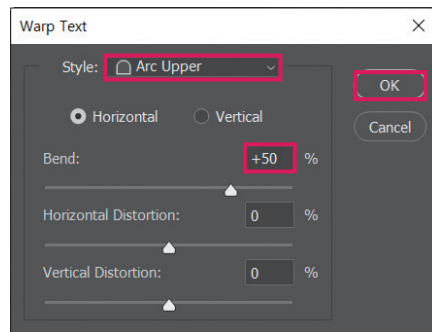 Warp Text
Style: Arc Upper
OK
Horizontal Vertical
Cancel
Bend: +50 %
Horizontal Distortion: 0 %
Vertical Distortion: 0 %